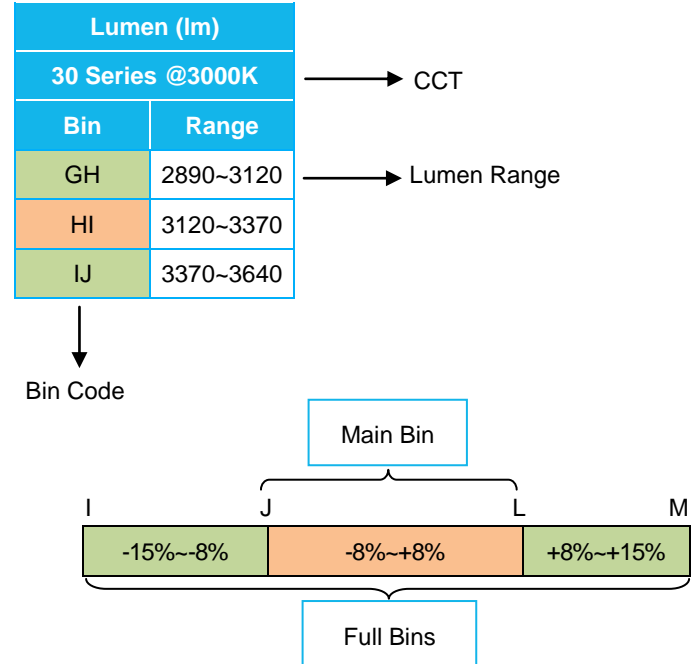 Lumen (lm)
30 Series @3000K
CCT
Bin Range
GH 2890~3120
Lumen Range
HI 3120~3370
IJ 3370~3640
Bin Code
Main Bin
I J L M
-15%~-8% -8%~+8% +8%~+15%
Full Bins